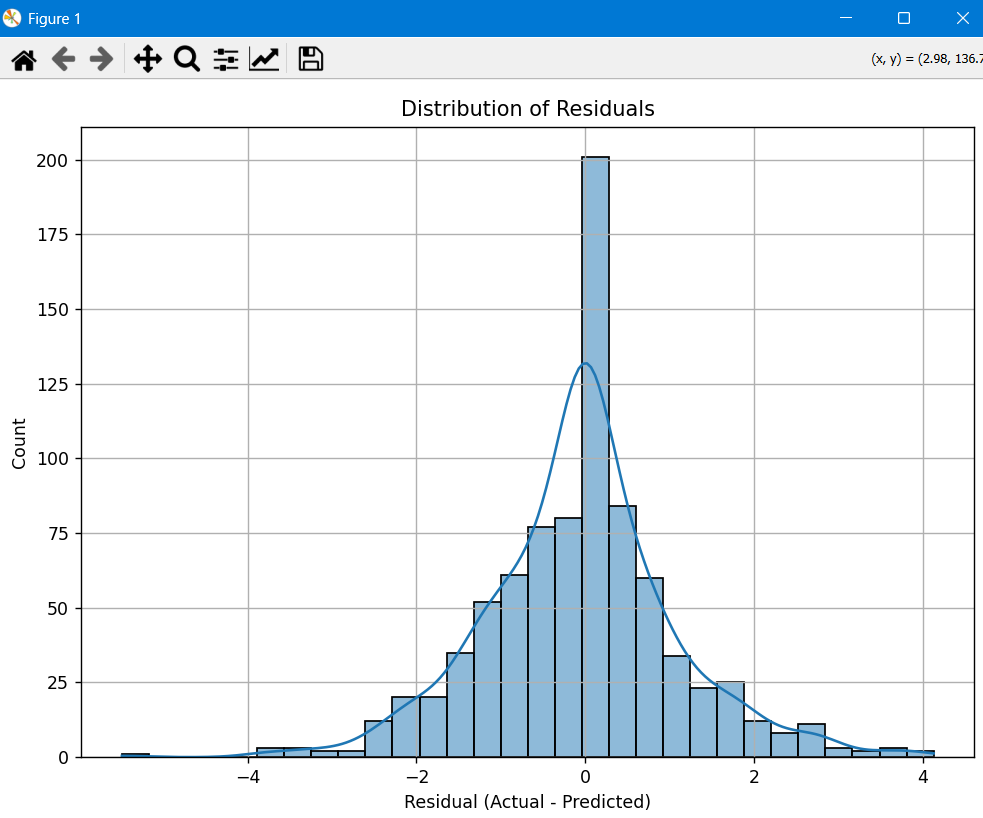 Figure 1
(x, y) = (2.98, 136.7
Distribution of Residuals
200
175
150
125
100
75
50
25
0
Count
−4
−2
0
2
4
Residual (Actual - Predicted)